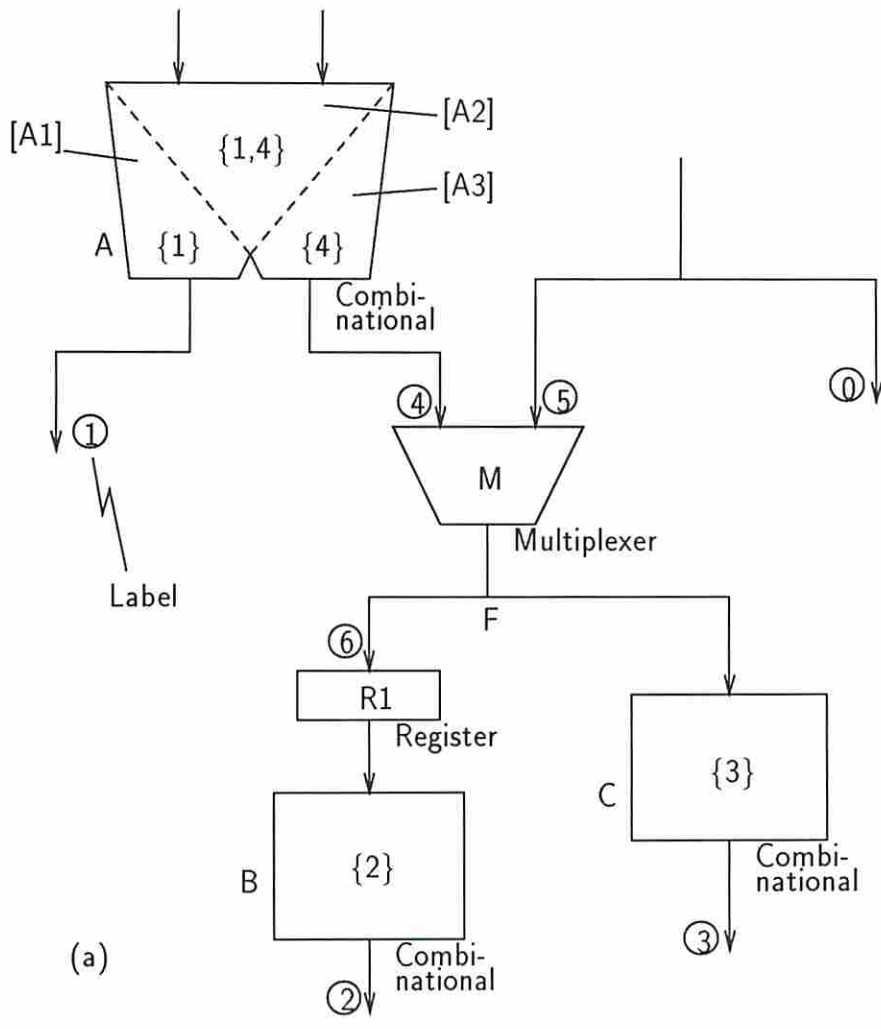 [A1]
{1,4}
[A2]
[A3]
A
{1}
{4}
Combi-
national
1
Label
4
5
0
M
Multiplexer
F
6
R1
Register
B
{2}
Combi-
national
2
C
{3}
Combi-
national
3
(a)